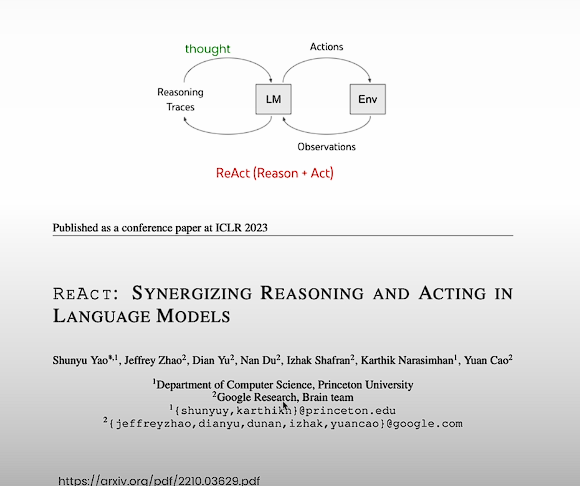 thought
Actions
Reasoning
Traces
LM
Env
Observations
ReAct (Reason + Act)
Published as a conference paper at ICLR 2023
REACT: SYNERGIZING REASONING AND ACTING IN
LANGUAGE MODELS
Shunyu Yao*,1, Jeffrey Zhao2, Dian Yu2, Nan Du2, Izhak Shafran2, Karthik Narasimhan1, Yuan Cao2
1Department of Computer Science, Princeton University
2Google Research, Brain team
1{shunyuy,karthikn}@princeton.edu
2{jeffreyzhao,dianyu,dunan,izhak,yuancao}@google.com
https://arxiv.org/pdf/2210.03629.pdf